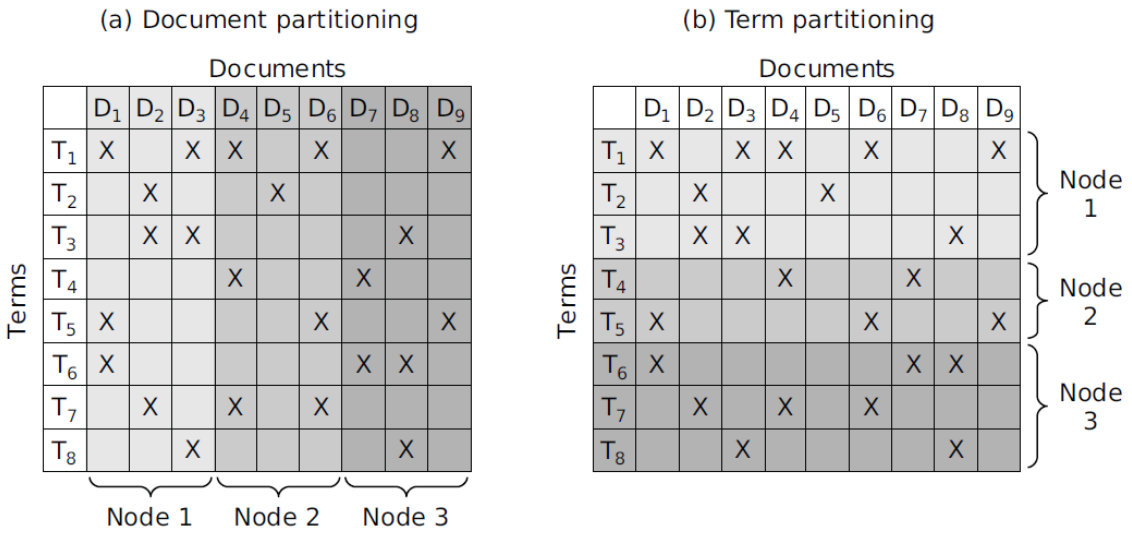 (a) Document partitioning
Documents
D₁ D₂ D₃ D₄ D₅ D₆ D₇ D₈ D₉
Terms
T₁ X X X X X
T₂ X X
T₃ X X X
T₄ X X
T₅ X X X
T₆ X X X
T₇ X X X
T₈ X X
Node 1 Node 2 Node 3
(b) Term partitioning
Documents
D₁ D₂ D₃ D₄ D₅ D₆ D₇ D₈ D₉
Terms
T₁ X X X X X
T₂ X X
T₃ X X X
T₄ X X
T₅ X X X
T₆ X X X
T₇ X X X
T₈ X X
Node
1
Node
2
Node
3